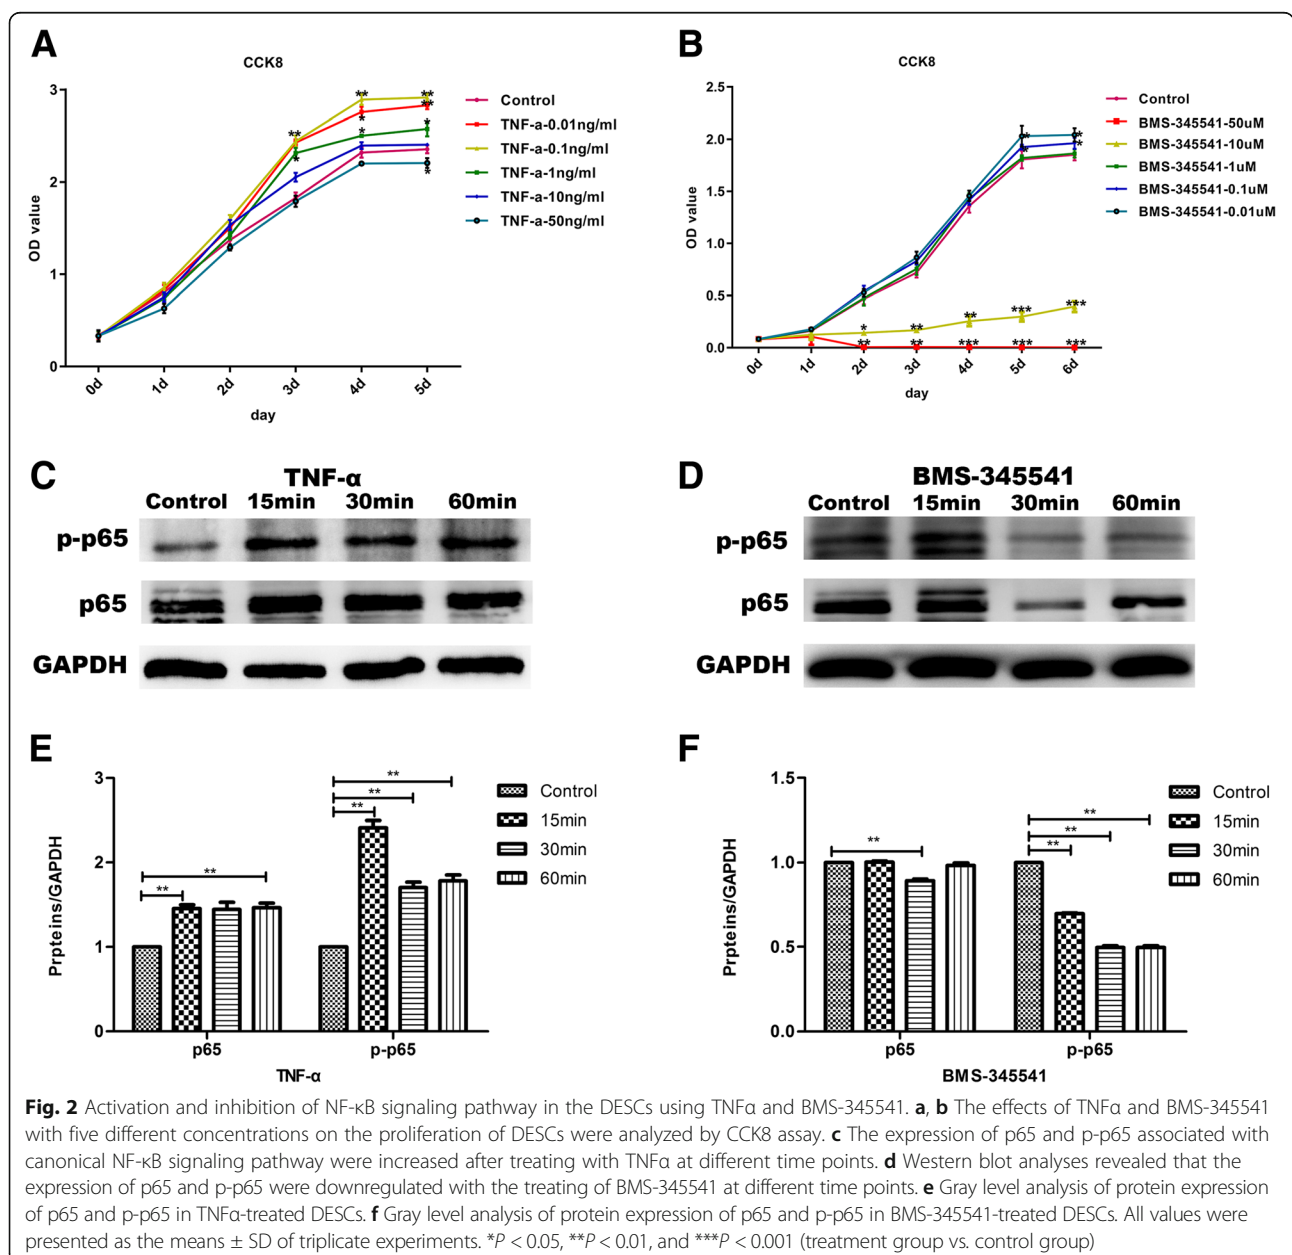 A
CCK8
OD value
3
2
1
0
0d
1d
2d
3d
4d
5d
day
**
**
**
**
*
*
*
*
*
Control
TNF-a-0.01ng/ml
TNF-a-0.1ng/ml
TNF-a-1ng/ml
TNF-a-10ng/ml
TNF-a-50ng/ml
B
CCK8
OD value
2.5
2.0
1.5
1.0
0.5
0.0
0d
1d
2d
3d
4d
5d
6d
day
*
*
*
*
*
**
**
***
***
**
**
***
***
***
Control
BMS-345541-50uM
BMS-345541-10uM
BMS-345541-1uM
BMS-345541-0.1uM
BMS-345541-0.01uM
C
TNF-α
Control 15min 30min 60min
p-p65
p65
GAPDH
D
BMS-345541
Control 15min 30min 60min
p-p65
p65
GAPDH
E
Prpteins/GAPDH
3
2
1
0
**
**
**
**
**
p65
p-p65
TNF-α
Control
15min
30min
60min
F
Prpteins/GAPDH
1.5
1.0
0.5
0.0
**
**
**
**
p65
p-p65
BMS-345541
Control
15min
30min
60min
Fig. 2 Activation and inhibition of NF-κB signaling pathway in the DESCs using TNFα and BMS-345541. a, b The effects of TNFα and BMS-345541
with five different concentrations on the proliferation of DESCs were analyzed by CCK8 assay. c The expression of p65 and p-p65 associated with
canonical NF-κB signaling pathway were increased after treating with TNFα at different time points. d Western blot analyses revealed that the
expression of p65 and p-p65 were downregulated with the treating of BMS-345541 at different time points. e Gray level analysis of protein expression
of p65 and p-p65 in TNFα-treated DESCs. f Gray level analysis of protein expression of p65 and p-p65 in BMS-345541-treated DESCs. All values were
presented as the means ± SD of triplicate experiments. *P < 0.05, **P < 0.01, and ***P < 0.001 (treatment group vs. control group)